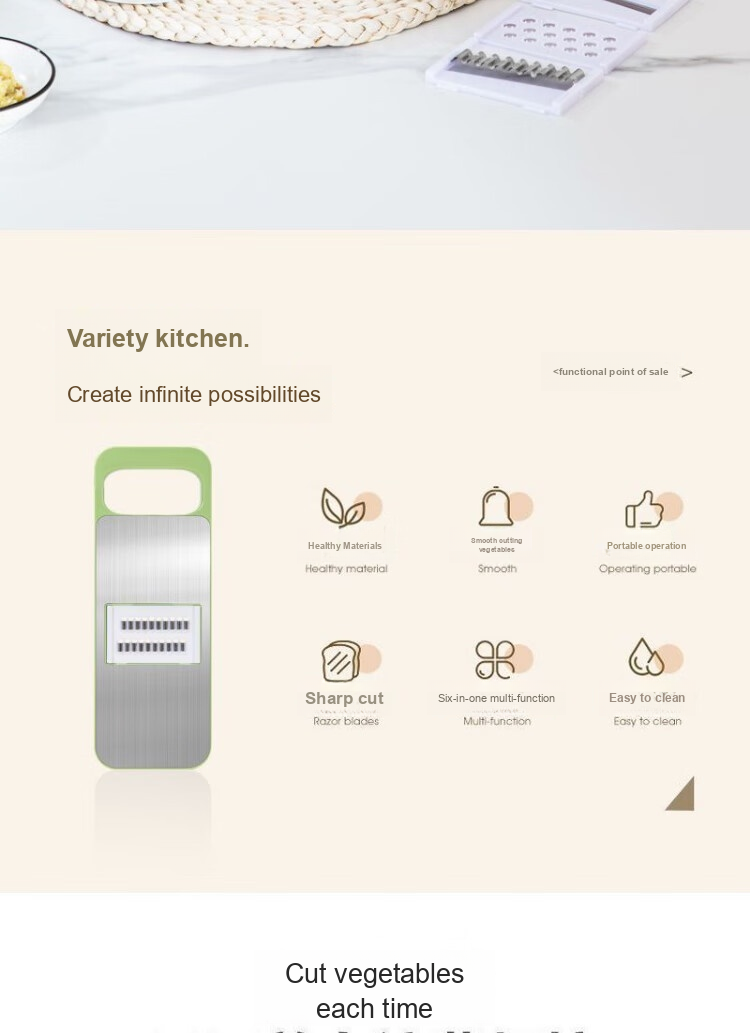 Variety kitchen.
<functional point of sale >
Create infinite possibilities
Healthy Materials
Smooth cutting
vegetables
Portable operation
Healthy material
Smooth
Operating portable
Sharp cut
Six-in-one multi-function
Easy to clean
Razor blades
Multi-function
Easy to clean
Cut vegetables
each time